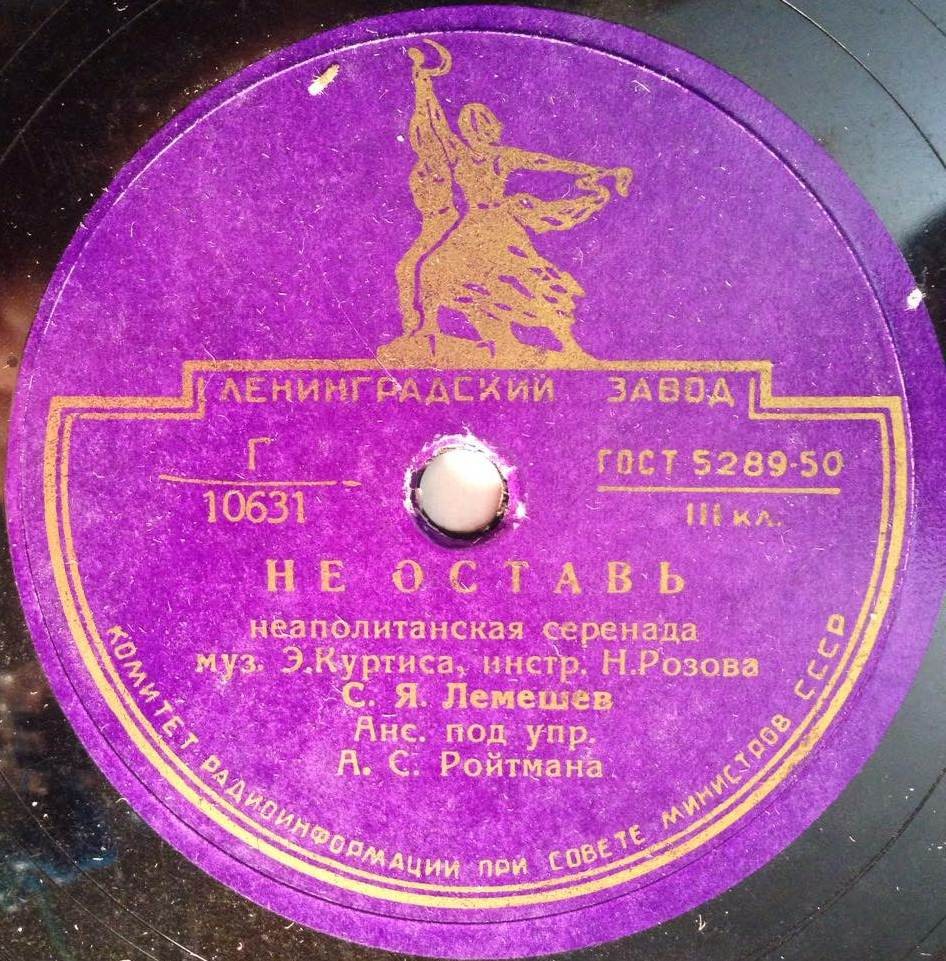 ЛЕНИНГРАДСКИЙ ЗАВОД
Г
10631
ГОСТ 5289-50
III кл.
НЕ ОСТАВЬ
неаполитанская серенада
муз. Э.Куртиса, инстр. Н.Розова
С. Я. Лемешев
Анс. под упр.
А. С. Ройтмана
КОМИТЕТ РАДИОИНФОРМАЦИИ ПРИ СОВЕТЕ МИНИСТРОВ СССР